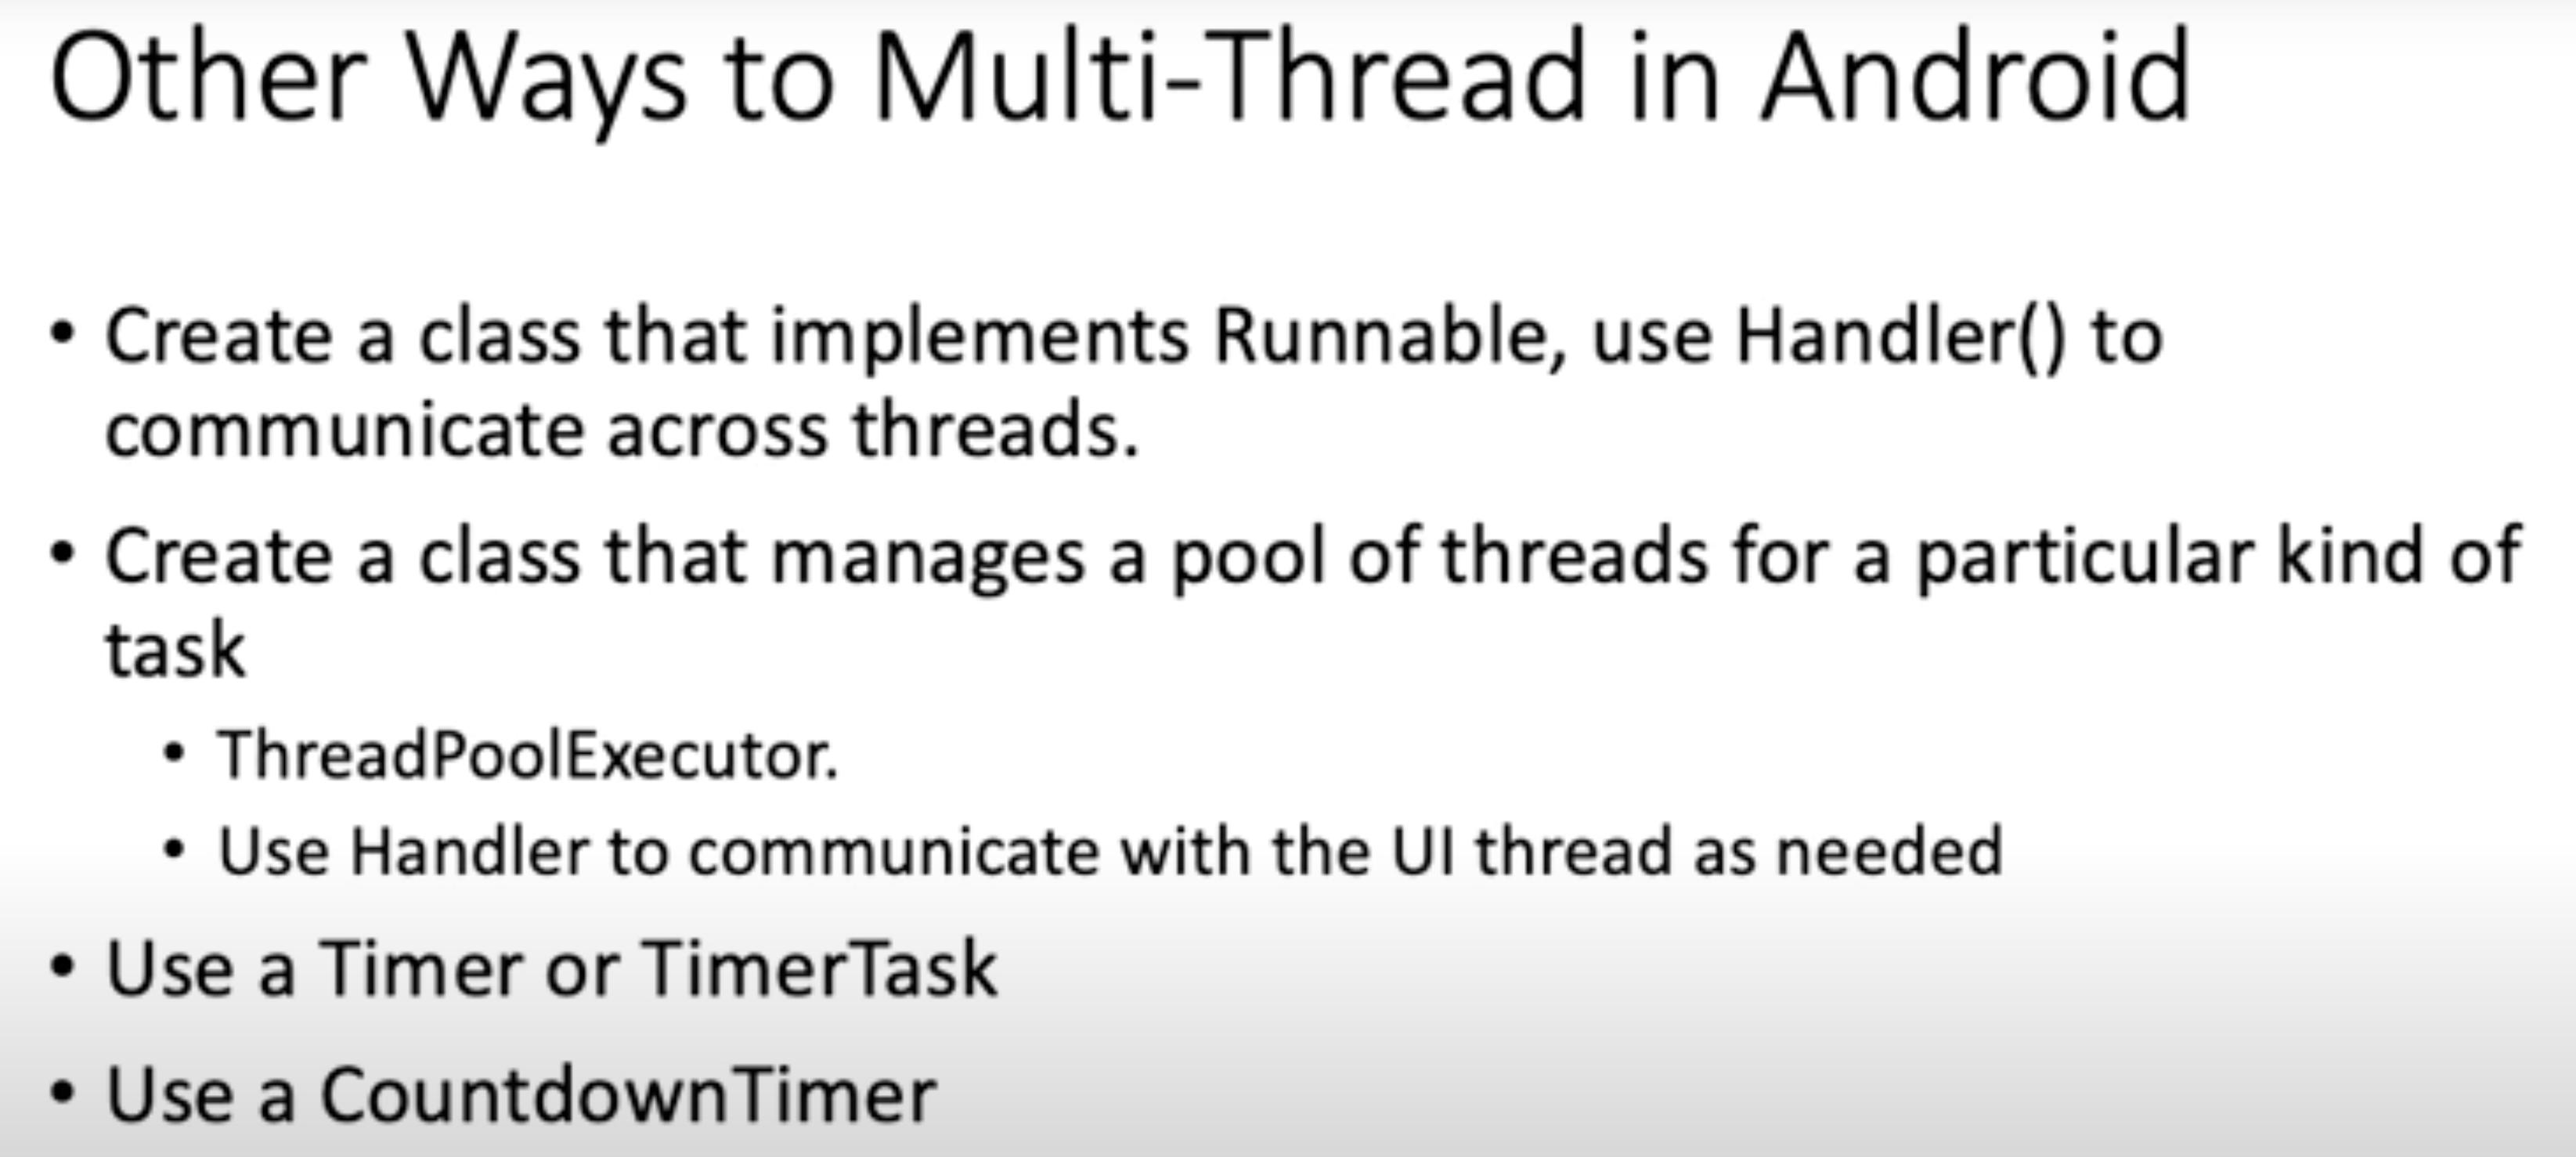 Other Ways to Multi-Thread in Android
• Create a class that implements Runnable, use Handler() to
communicate across threads.
• Create a class that manages a pool of threads for a particular kind of
task
• ThreadPoolExecutor.
• Use Handler to communicate with the UI thread as needed
• Use a Timer or TimerTask
• Use a CountdownTimer